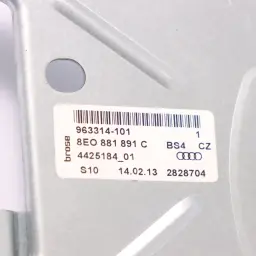 brose
963314-101 1
8E0 881 891 C BS4 CZ
4425184_01
S10 14.02.13 2828704